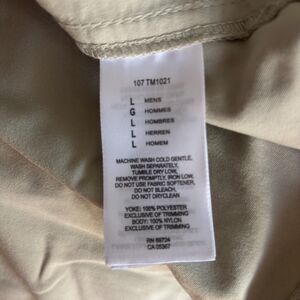 107 TM1021
L MENS
G HOMMES
L HOMBRES
L HERREN
L HOMEM
MACHINE WASH COLD GENTLE,
WASH SEPARATELY,
TUMBLE DRY LOW,
REMOVE PROMPTLY, IRON LOW,
DO NOT USE FABRIC SOFTENER,
DO NOT BLEACH,
DO NOT DRYCLEAN
YOKE: 100% POLYESTER
EXCLUSIVE OF TRIMMING
BODY: 100% NYLON
EXCLUSIVE OF TRIMMING
RN 69724
CA 05367